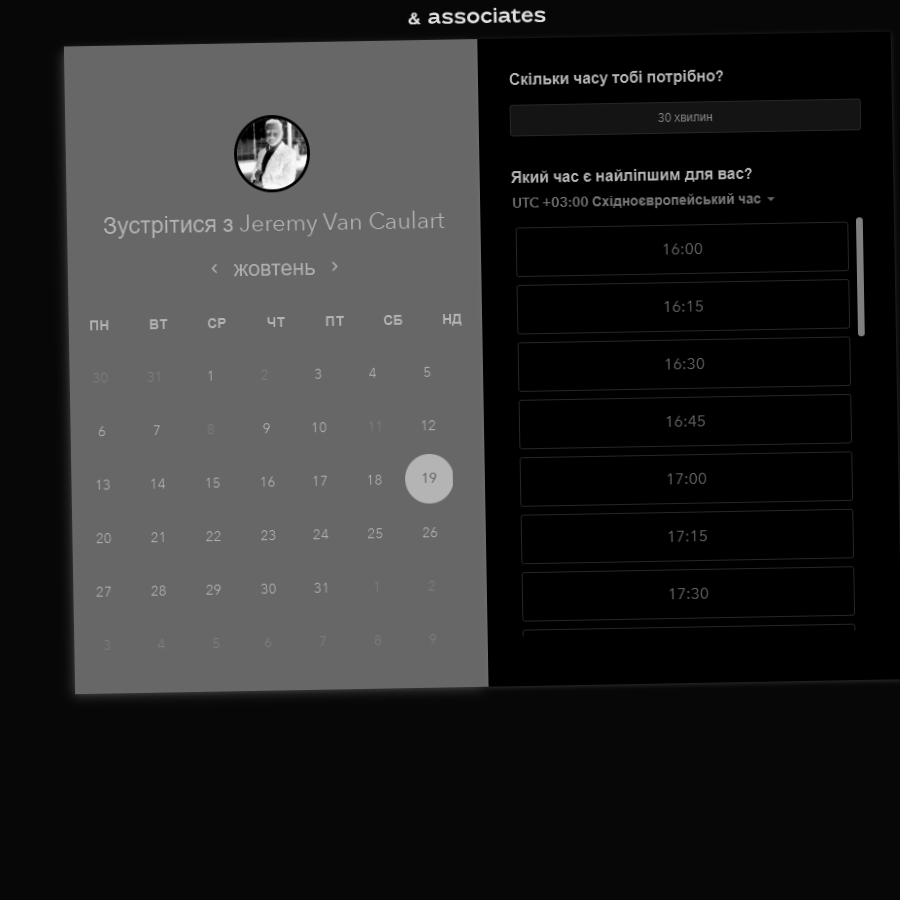 & associates
Зустрітися з Jeremy Van Caulart
‹ жовтень ›
ПН ВТ СР ЧТ ПТ СБ НД
30 31 1 2 3 4 5
6 7 8 9 10 11 12
13 14 15 16 17 18 19
20 21 22 23 24 25 26
27 28 29 30 31 1 2
3 4 5 6 7 8 9
Скільки часу тобі потрібно?
30 хвилин
Який час є найліпшим для вас?
UTC +03:00 Східноєвропейський час
16:00
16:15
16:30
16:45
17:00
17:15
17:30